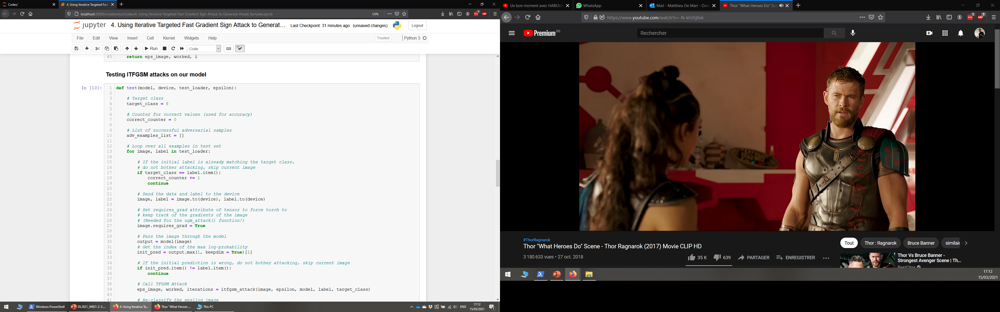 Codes/
4. Using Iterative Targeted Fast
localhost:8888/notebooks/Codes/4. Using Iterative Targeted Fast Gradient Sign Attack to Generate Attack Samples.ipynb
120%
1
ABP
jupyter 4. Using Iterative Targeted Fast Gradient Sign Attack to Generat... Last Checkpoint: 31 minutes ago (unsaved changes)
Logout
File Edit View Insert Cell Kernel Widgets Help
Trusted
Python 3
Run
Code
45 return eps_image, worked, i
Testing ITFGSM attacks on our model
In [10]:
1 def test(model, device, test_loader, epsilon):
2
3 # Target class
4 target_class = 8
5
6 # Counter for correct values (used for accuracy)
7 correct_counter = 0
8
9 # List of successful adversarial samples
10 adv_examples_list = []
11
12 # Loop over all examples in test set
13 for image, label in test_loader:
14
15 # If the initial label is already matching the target class,
16 # do not bother attacking, skip current image
17 if target_class == label.item():
18 correct_counter += 1
19 continue
20
21 # Send the data and label to the device
22 image, label = image.to(device), label.to(device)
23
24 # Set requires_grad attribute of tensor to force torch to
25 # keep track of the gradients of the image
26 # (Needed for the ugm_attack() function!)
27 image.requires_grad = True
28
29 # Pass the image through the model
30 output = model(image)
31 # Get the index of the max log-probability
32 init_pred = output.max(1, keepdim = True)[1]
33
34 # If the initial prediction is wrong, do not bother attacking, skip current image
35 if init_pred.item() != label.item():
36 continue
37
38 # Call TFGSM Attack
39 eps_image, worked, iterations = itfgsm_attack(image, epsilon, model, label, target_class)
40
41 # Re-classify the epsilon image
Windows PowerShell
DL2021_W8S1-2-3....
4. Using Iterative Ta...
Thor "What Heroes ...
This PC
ENG
17:12
15/03/2021
1
Un bon moment avec HAROUN
WhatsApp
Mail - Matthieu De Mari - Outl
Thor "What Heroes Do" Sce
https://www.youtube.com/watch?v=-N-kHJSj0vk
1
ABP 7
Premium SG
Rechercher
#ThorRagnarok
Thor "What Heroes Do" Scene - Thor Ragnarok (2017) Movie CLIP HD
3 180 633 vues • 27 oct. 2018
35 K
639
PARTAGER
ENREGISTRER
Tout
Thor : Ragnarok
Bruce Banner
similair
Thor Vs Bruce Banner -
Strongest Avenger Scene | Th...
BestClips
17:12
15/03/2021